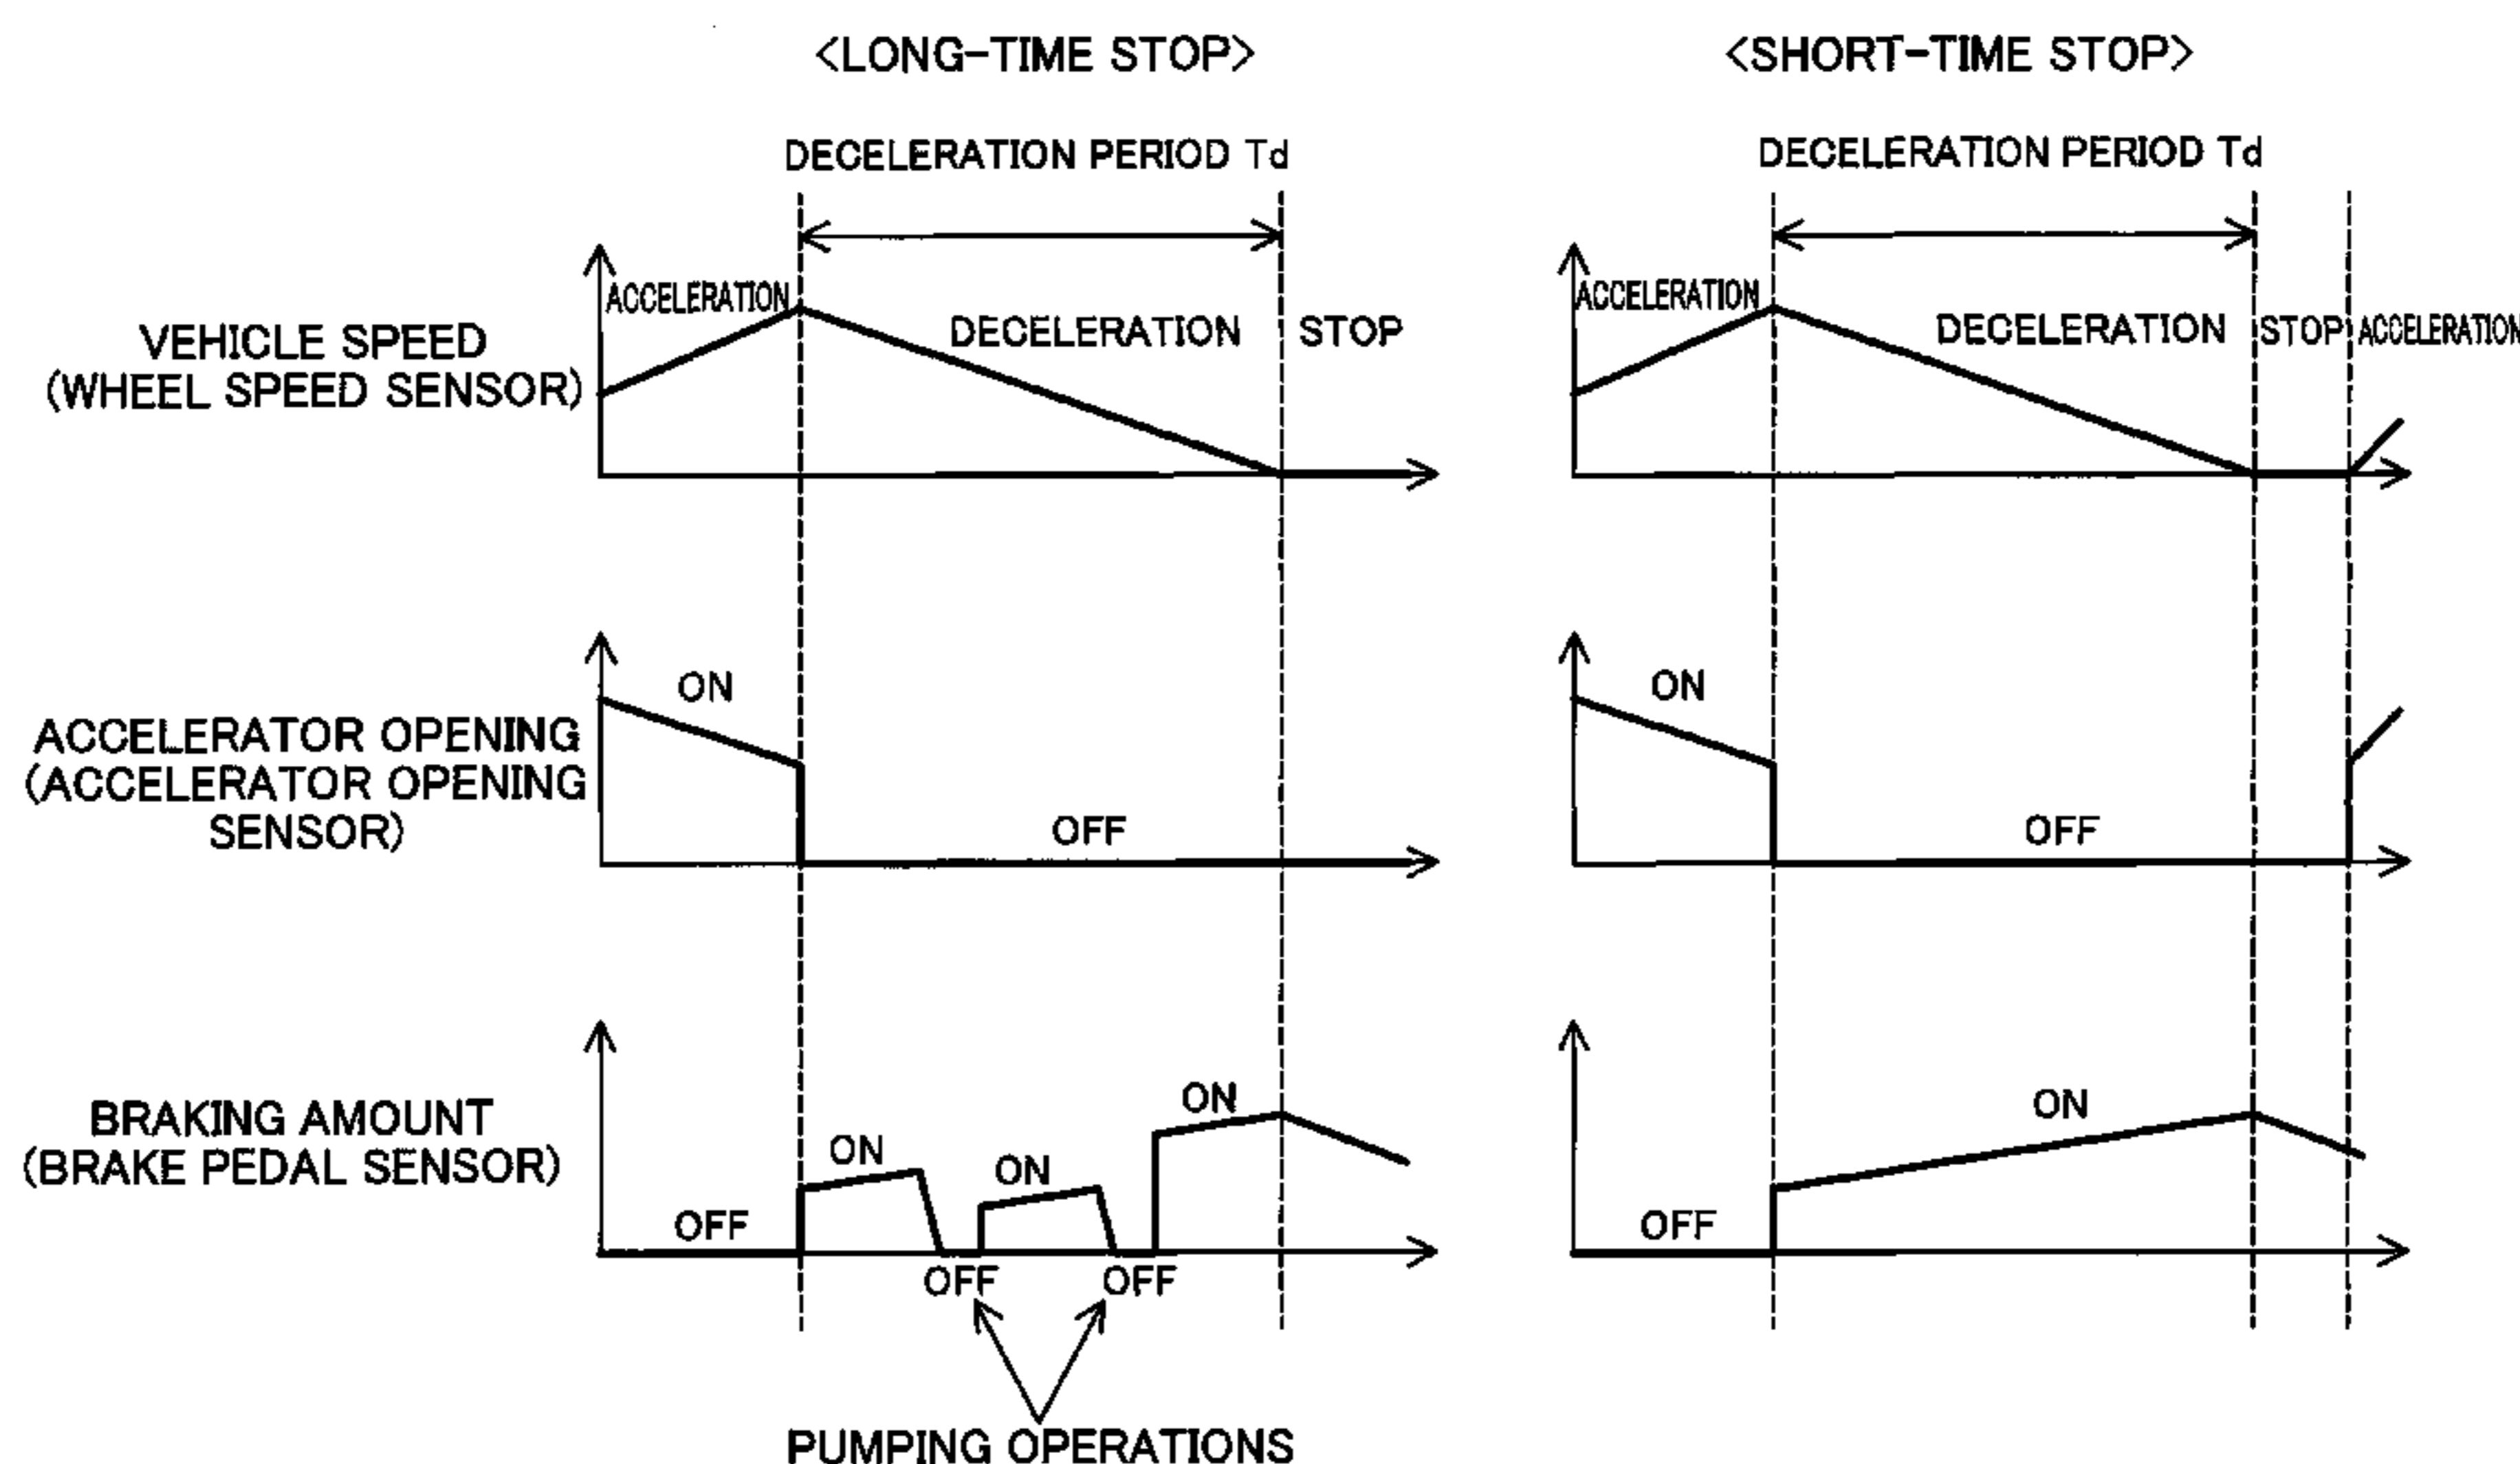 <LONG-TIME STOP>
<SHORT-TIME STOP>
DECELERATION PERIOD Td
DECELERATION PERIOD Td
VEHICLE SPEED
(WHEEL SPEED SENSOR)
ACCELERATION
DECELERATION
STOP
ACCELERATION
DECELERATION
STOP
ACCELERATION
ACCELERATOR OPENING
(ACCELERATOR OPENING
SENSOR)
ON
OFF
ON
OFF
BRAKING AMOUNT
(BRAKE PEDAL SENSOR)
OFF
ON
OFF
ON
OFF
ON
OFF
ON
PUMPING OPERATIONS